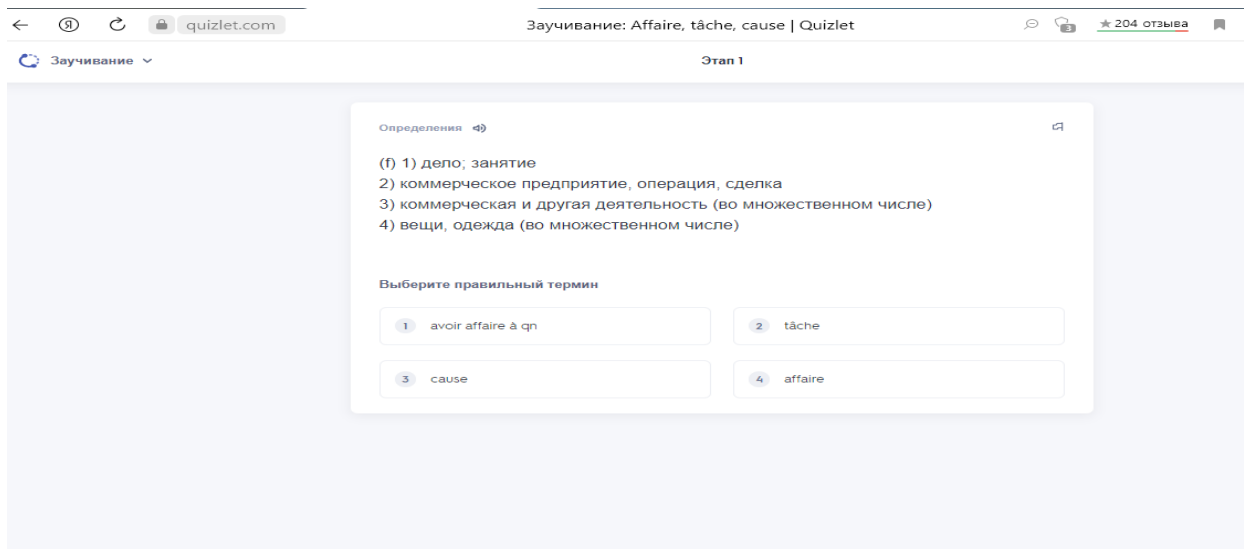 Я quizlet.com Заучивание: Affaire, tâche, cause | Quizlet 3 ★ 204 отзыва
Заучивание Этап 1
Определения
(f) 1) дело; занятие
2) коммерческое предприятие, операция, сделка
3) коммерческая и другая деятельность (во множественном числе)
4) вещи, одежда (во множественном числе)
Выберите правильный термин
1 avoir affaire à qn 2 tâche
3 cause 4 affaire